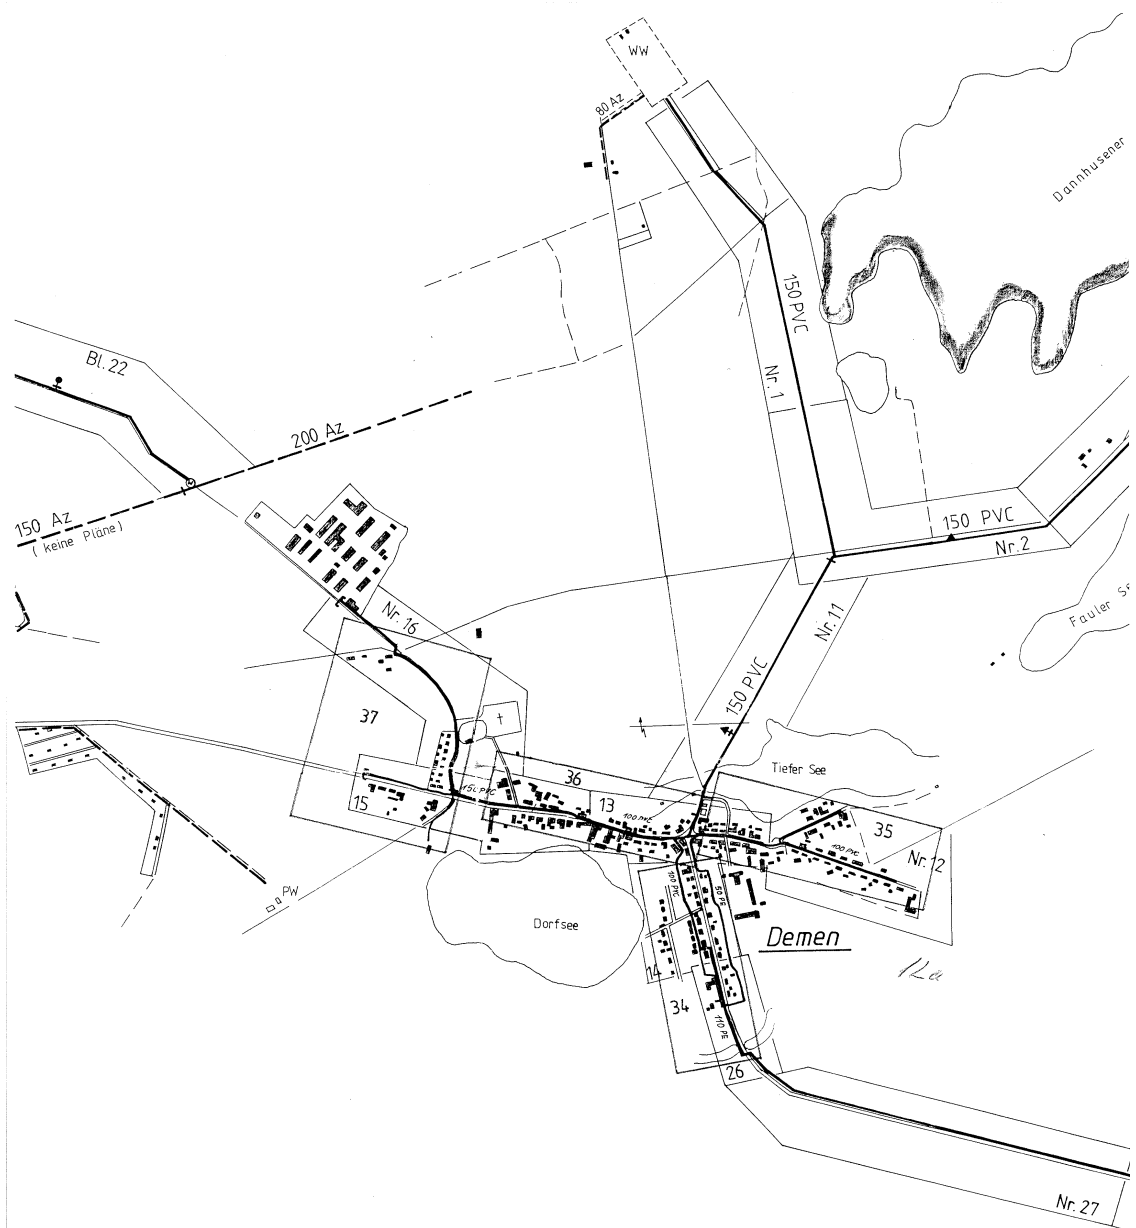 WW
80 Az
Dannhusener
150 PVC
Bl. 22
Nr. 1
200 Az
150 Az
( keine Pläne )
150 PVC
Nr. 2
Nr. 16
Nr. 11
Fauler Se
150 PVC
37
†
36
Tiefer See
15
150 PVC
13
100 PVC
35
100 PVC
Nr. 12
PW
100 PVC
50 PE
Dorfsee
Demen
14
34
110 PE
26
Nr. 27